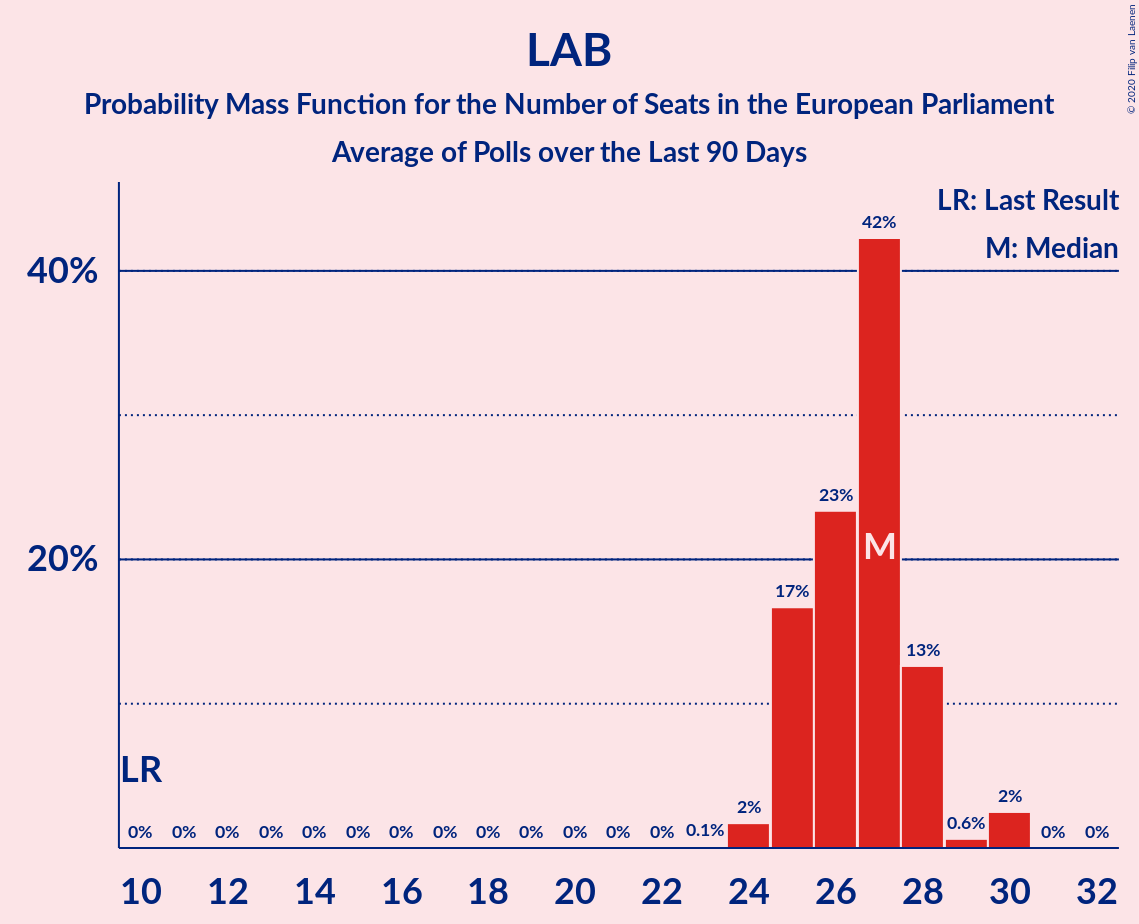 LAB
Probability Mass Function for the Number of Seats in the European Parliament
Average of Polls over the Last 90 Days
© 2020 Filip van Laenen
LR: Last Result
M: Median
40%
20%
42%
23%
M
17%
13%
LR
0% 0% 0% 0% 0% 0% 0% 0% 0% 0% 0% 0% 0% 0.1% 2% 0.6% 2% 0% 0%
10 12 14 16 18 20 22 24 26 28 30 32